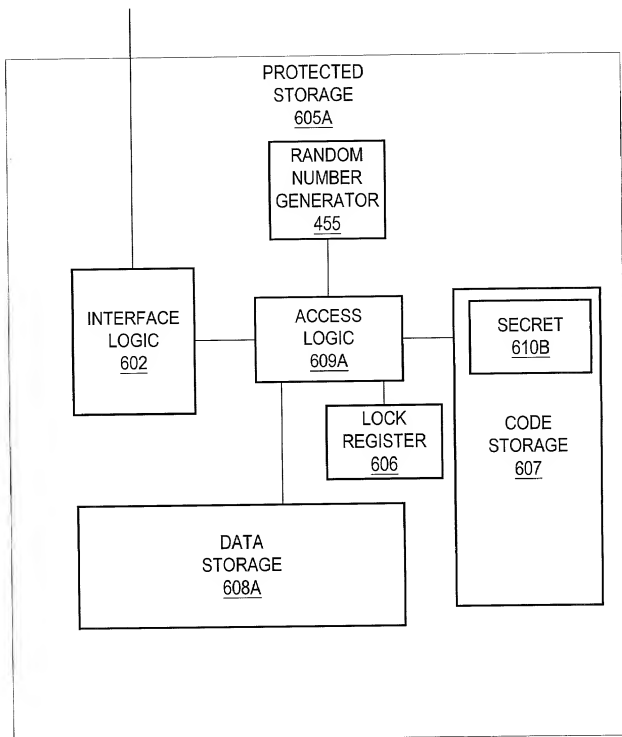 PROTECTED
STORAGE
605A
RANDOM
NUMBER
GENERATOR
455
INTERFACE
LOGIC
602
ACCESS
LOGIC
609A
SECRET
610B
LOCK
REGISTER
606
CODE
STORAGE
607
DATA
STORAGE
608A